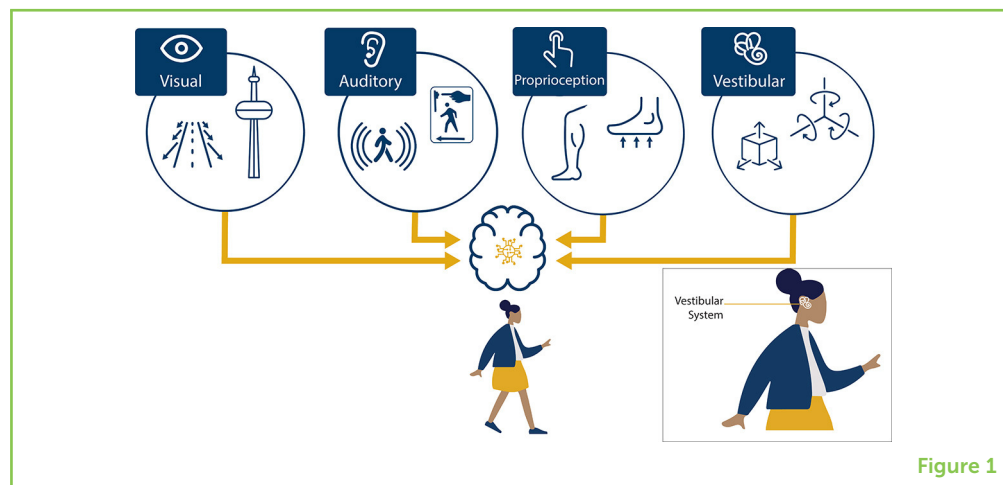 Visual
Auditory
Proprioception
Vestibular
Vestibular
System
Figure 1